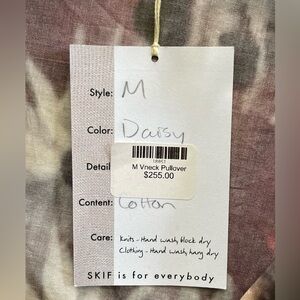 Style: M
Color: Daisy
Detail
M Vneck Pullover
$255.00
Content: Cotton
Care: Knits - Hand wash, block dry
Clothing - Hand wash, hang dry
SKIF is for everybody